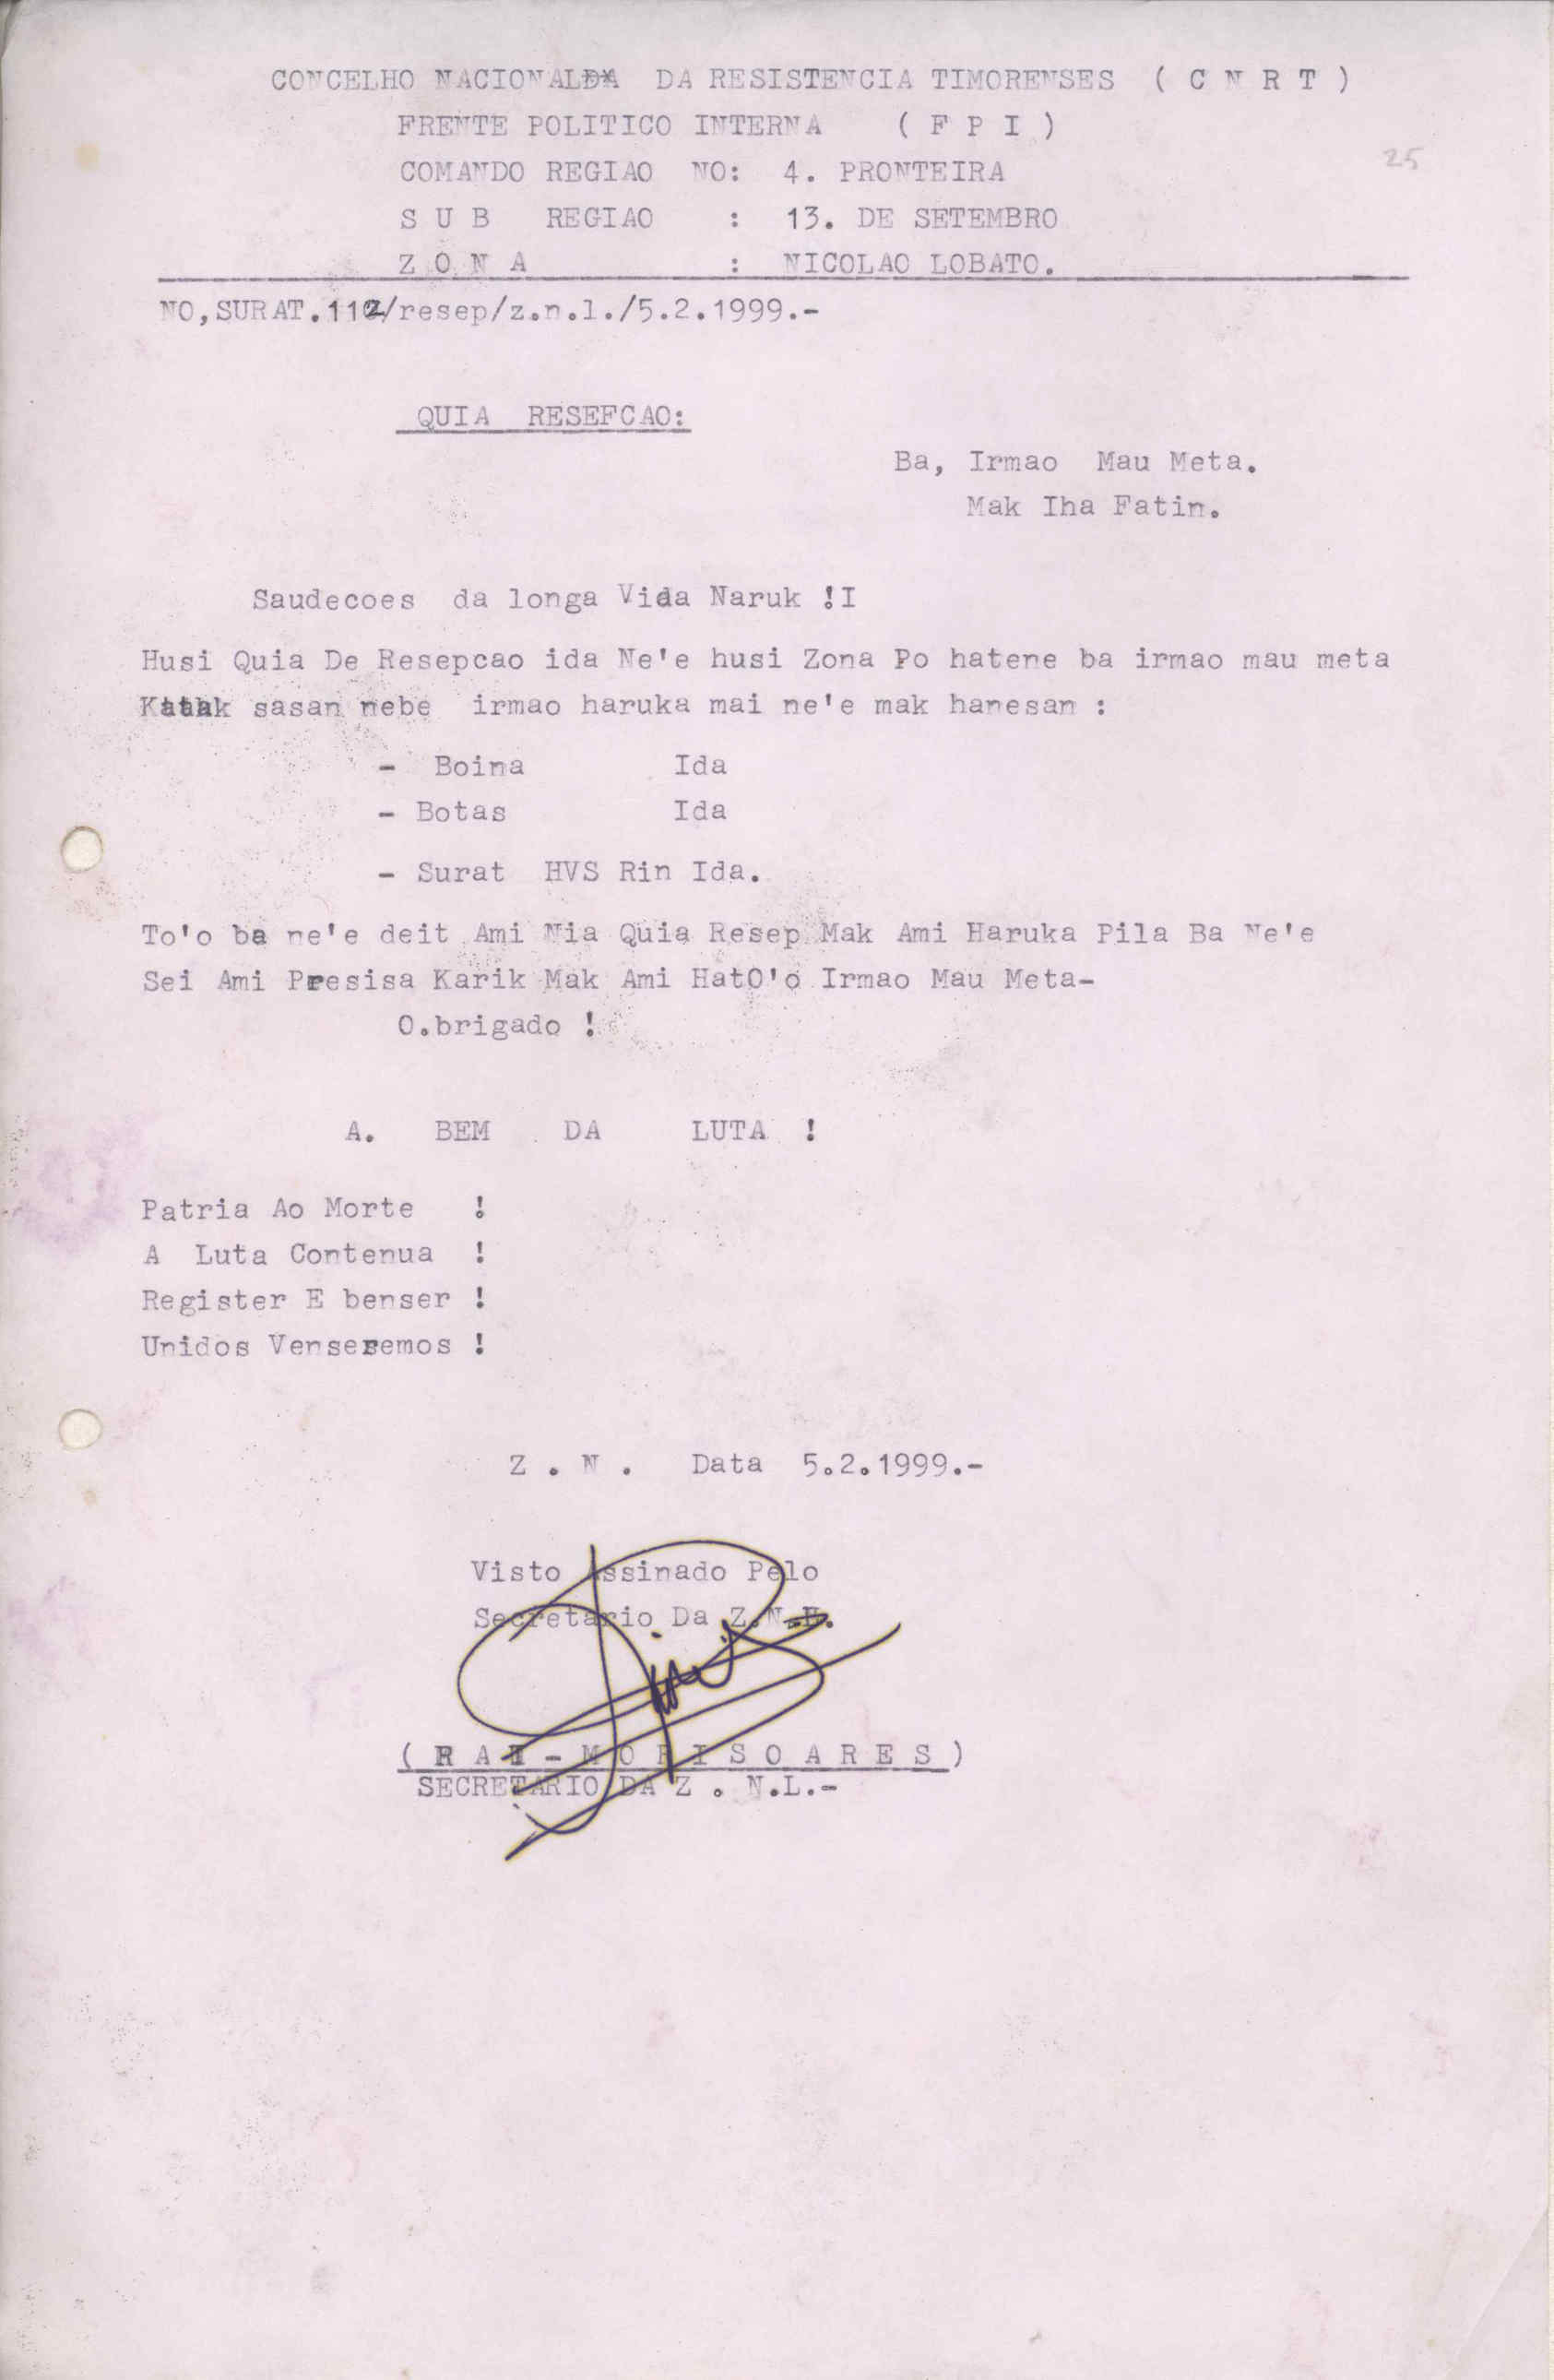 CONCELHO NACIONAL DA RESISTENCIA TIMORENSES ( C N R T )
FRENTE POLITICO INTERNA ( F P I )
25
COMANDO REGIAO NO: 4. PRONTEIRA
S U B REGIAO : 13. DE SETEMBRO
Z O N A : NICOLAO LOBATO.
NO,SURAT.112/resep/z.n.l./5.2.1999.-
QUIA RESEFCAO:
Ba, Irmao Mau Meta.
Mak Iha Fatin.
Saudecoes da longa Vida Naruk !I
Husi Quia De Resepcao ida Ne'e husi Zona Po hatene ba irmao mau meta
Katak sasan nebe irmao haruka mai ne'e mak hanesan :
- Boina Ida
- Botas Ida
- Surat HVS Rin Ida.
To'o ba ne'e deit Ami Nia Quia Resep Mak Ami Haruka Pila Ba Ne'e
Sei Ami Presisa Karik Mak Ami HatO'o Irmao Mau Meta-
O.brigado !
A. BEM DA LUTA !
Patria Ao Morte !
A Luta Contenua !
Register E benser !
Unidos Venseremos !
Z . N . Data 5.2.1999.-
Visto Assinado Pelo
Secretario Da Z.N.
( R A I - M O R I S O A R E S )
SECRETARIO DA Z . N.L.-